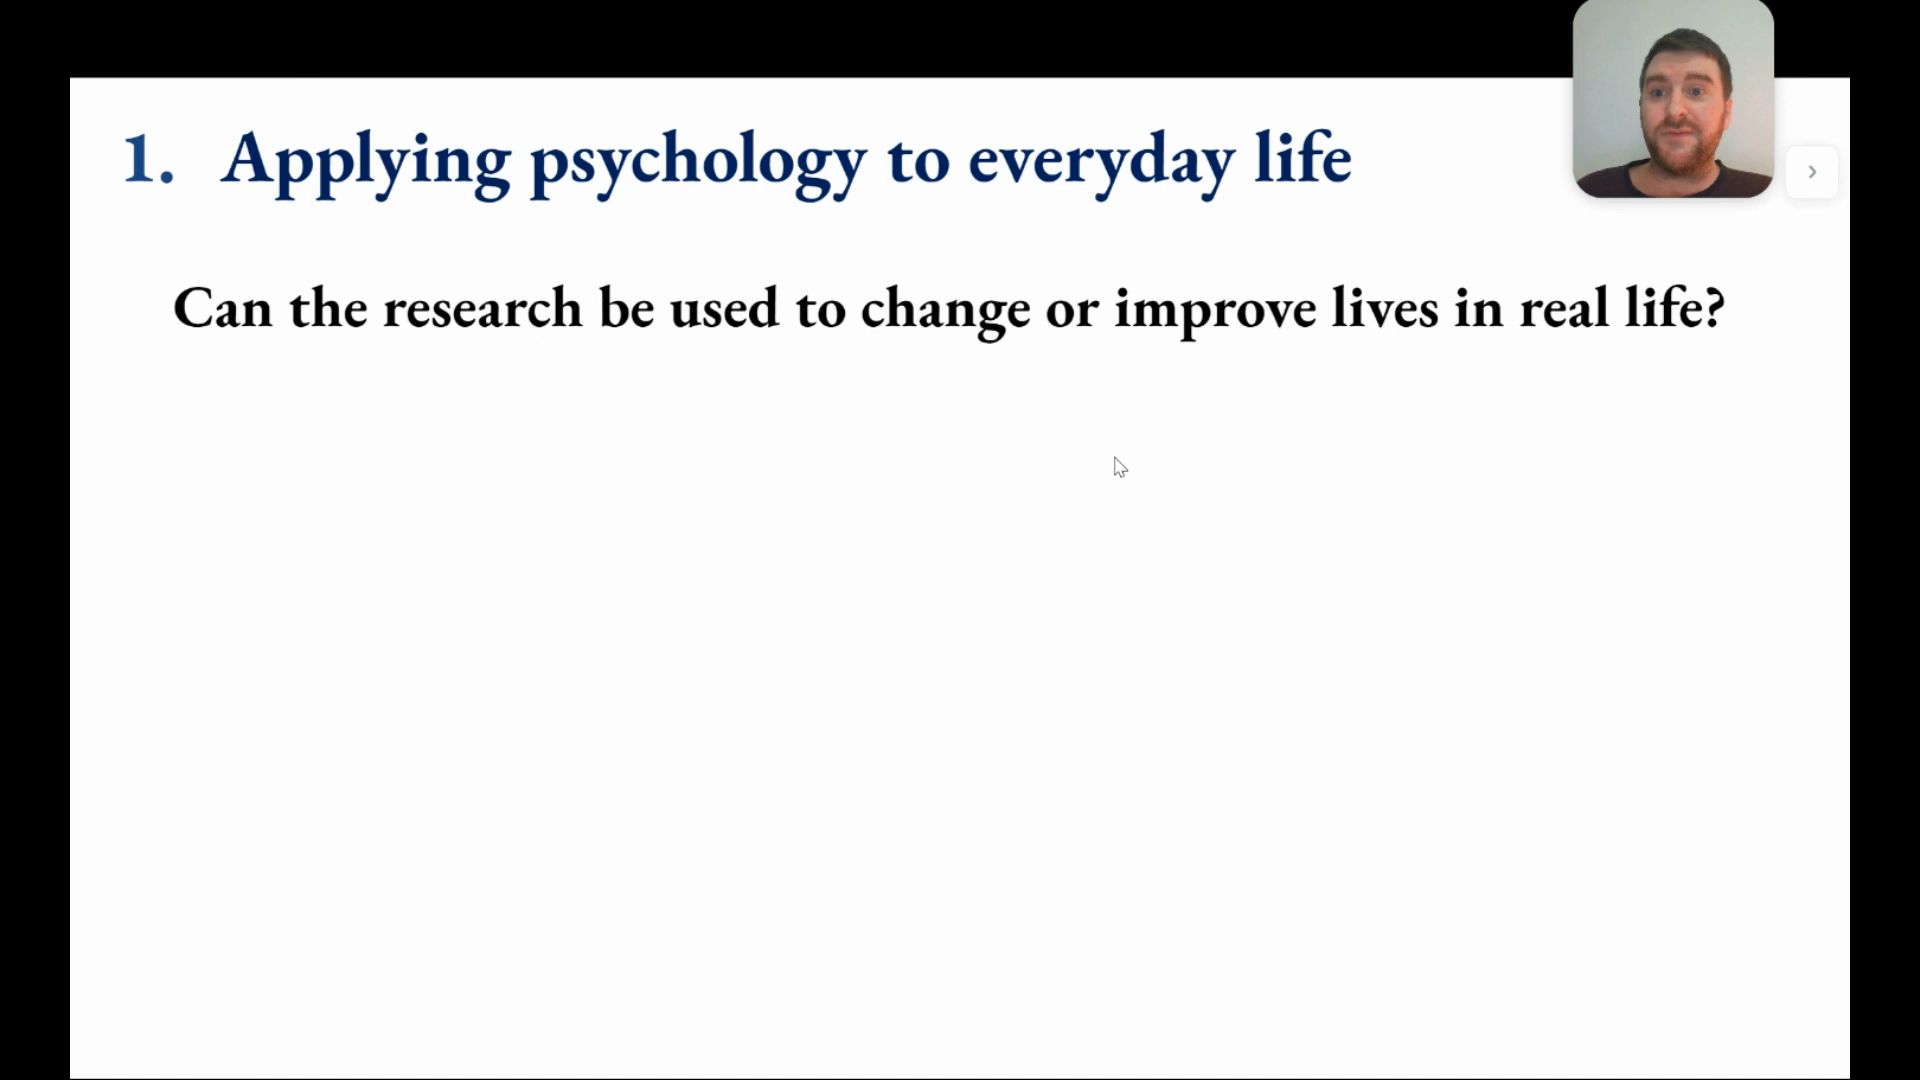 1. Applying psychology to everyday life
Can the research be used to change or improve lives in real life?